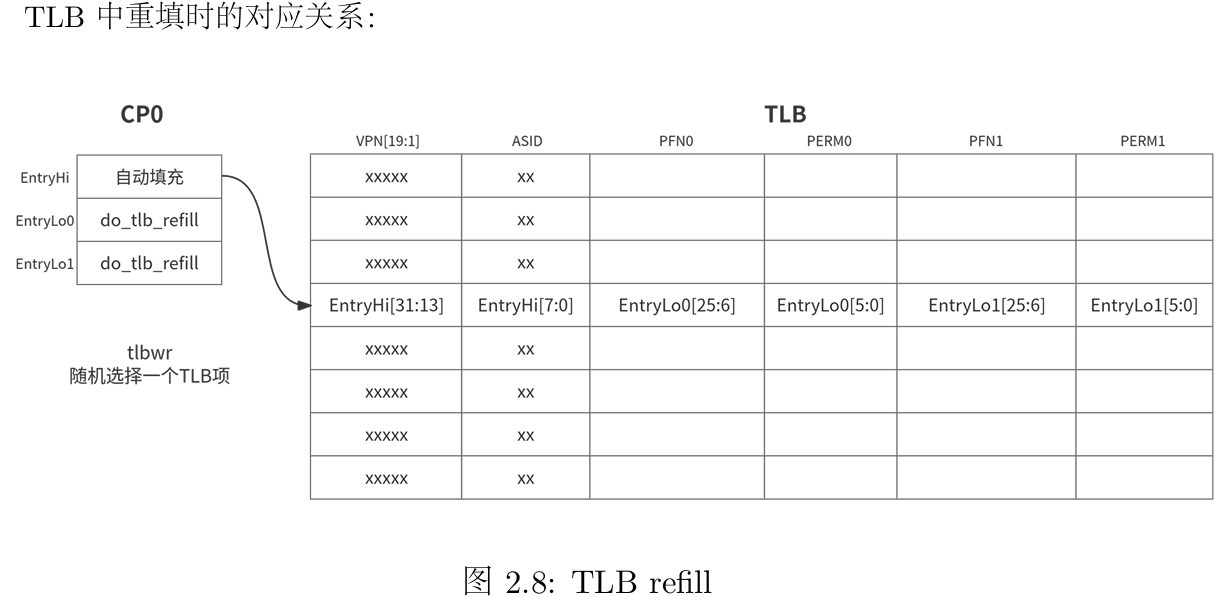 TLB 中重填时的对应关系:
CP0
TLB
VPN[19:1] ASID PFN0 PERM0 PFN1 PERM1
EntryHi 自动填充 xxxxx xx
EntryLo0 do_tlb_refill xxxxx xx
EntryLo1 do_tlb_refill xxxxx xx
EntryHi[31:13] EntryHi[7:0] EntryLo0[25:6] EntryLo0[5:0] EntryLo1[25:6] EntryLo1[5:0]
tlbwr xxxxx xx
随机选择一个TLB项
xxxxx xx
xxxxx xx
xxxxx xx
图 2.8: TLB refill